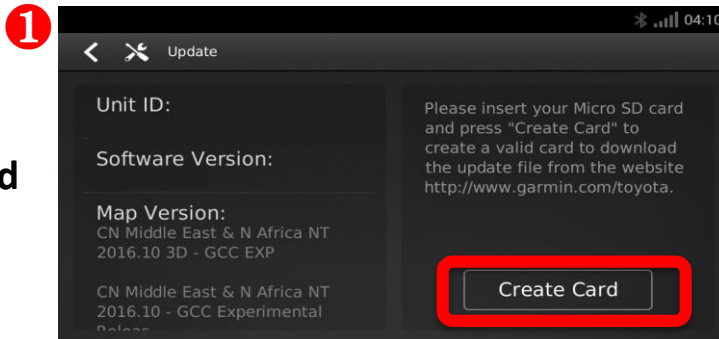 1
04:10
Update
Unit ID:
Software Version:
Map Version:
CN Middle East & N Africa NT
2016.10 3D - GCC EXP
CN Middle East & N Africa NT
2016.10 - GCC Experimental
Please insert your Micro SD card
and press "Create Card" to
create a valid card to download
the update file from the website
http://www.garmin.com/toyota.
Create Card
d